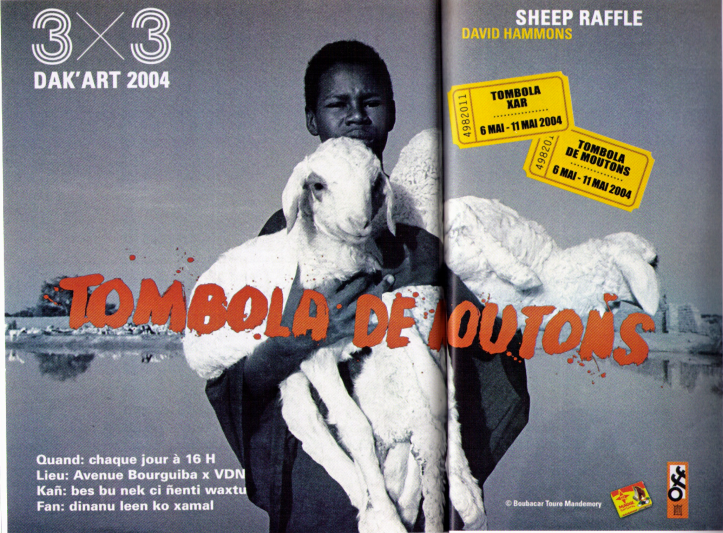 3×3
DAK'ART 2004
SHEEP RAFFLE
DAVID HAMMONS
4982011
TOMBOLA
XAR
6 MAI - 11 MAI 2004
TOMBOLA
DE MOUTONS
6 MAI - 11 MAI 2004
TOMBOLA DE MOUTOÑS
Quand: chaque jour à 16 H
Lieu: Avenue Bourguiba x VDN
Kañ: bes bu nek ci ñenti waxtu
Fan: dinanu leen ko xamal
© Boubacar Toure Mandemory
Off